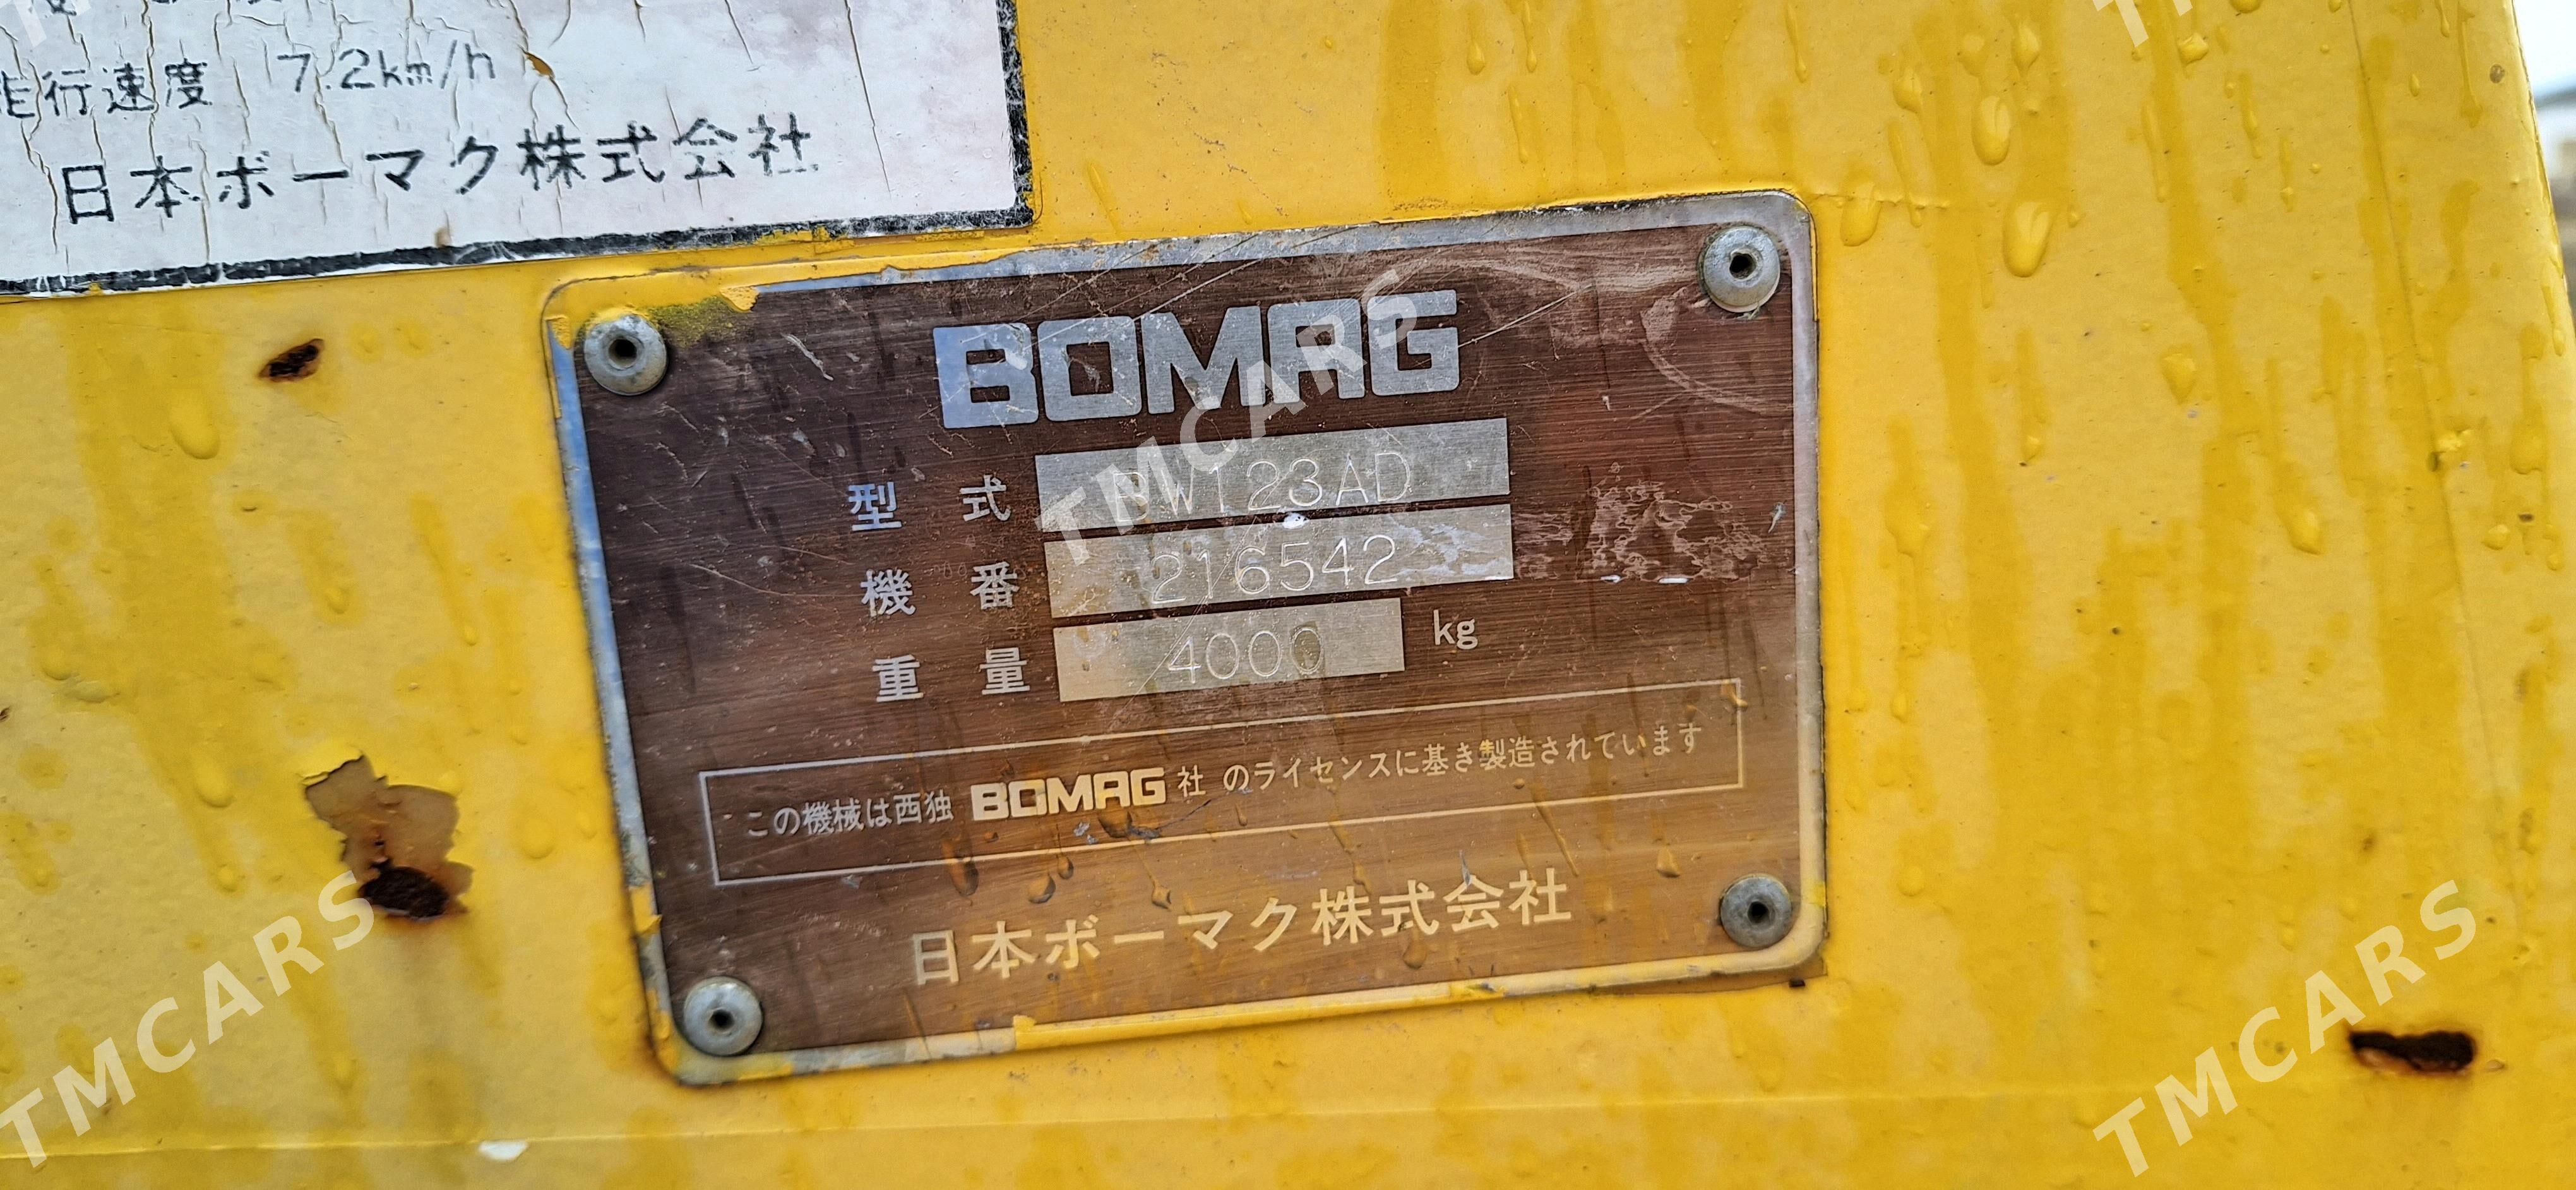 行速度 7.2km/h
日本ボーマク株式会社
BOMAG
型式 BW123AD
機番 216542
重量 4000 kg
この機械は西独 BOMAG 社 のライセンスに基き製造されています
日本ボーマク株式会社
TMCARS
TMCARS
TMCARS